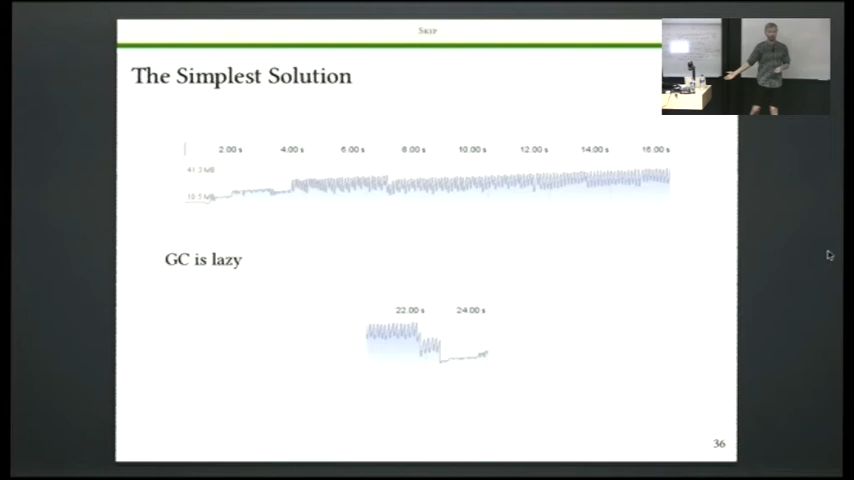 Skip
The Simplest Solution
2.00 s 4.00 s 6.00 s 8.00 s 10.00 s 12.00 s 14.00 s 16.00 s
41.3 MB
19.5 MB
GC is lazy
22.00 s 24.00 s
36